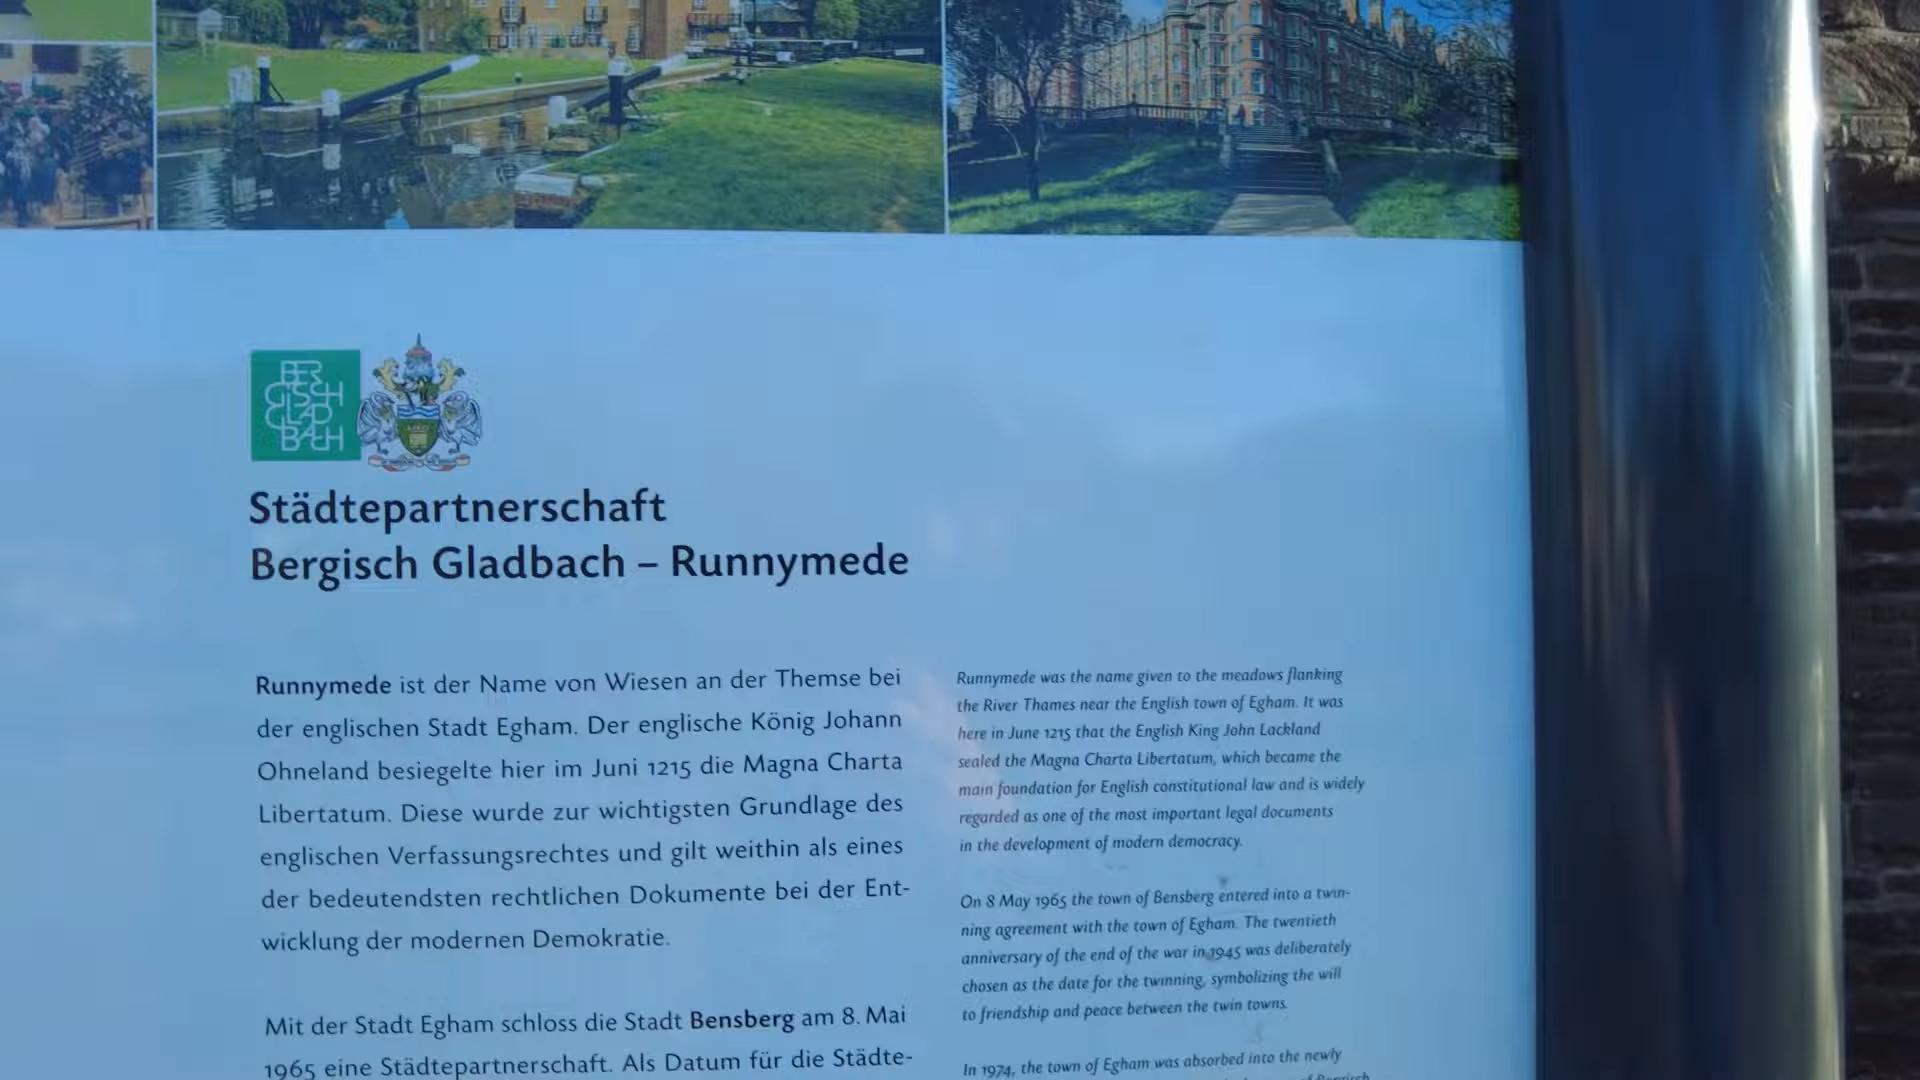 BER
GISCH
GLAD
BACH
Städtepartnerschaft
Bergisch Gladbach – Runnymede
Runnymede ist der Name von Wiesen an der Themse bei
der englischen Stadt Egham. Der englische König Johann
Ohneland besiegelte hier im Juni 1215 die Magna Charta
Libertatum. Diese wurde zur wichtigsten Grundlage des
englischen Verfassungsrechtes und gilt weithin als eines
der bedeutendsten rechtlichen Dokumente bei der Ent-
wicklung der modernen Demokratie.
Mit der Stadt Egham schloss die Stadt Bensberg am 8. Mai
1965 eine Städtepartnerschaft. Als Datum für die Städte-
Runnymede was the name given to the meadows flanking
the River Thames near the English town of Egham. It was
here in June 1215 that the English King John Lackland
sealed the Magna Charta Libertatum, which became the
main foundation for English constitutional law and is widely
regarded as one of the most important legal documents
in the development of modern democracy.
On 8 May 1965 the town of Bensberg entered into a twin-
ning agreement with the town of Egham. The twentieth
anniversary of the end of the war in 1945 was deliberately
chosen as the date for the twinning, symbolizing the will
to friendship and peace between the twin towns.
In 1974, the town of Egham was absorbed into the newly